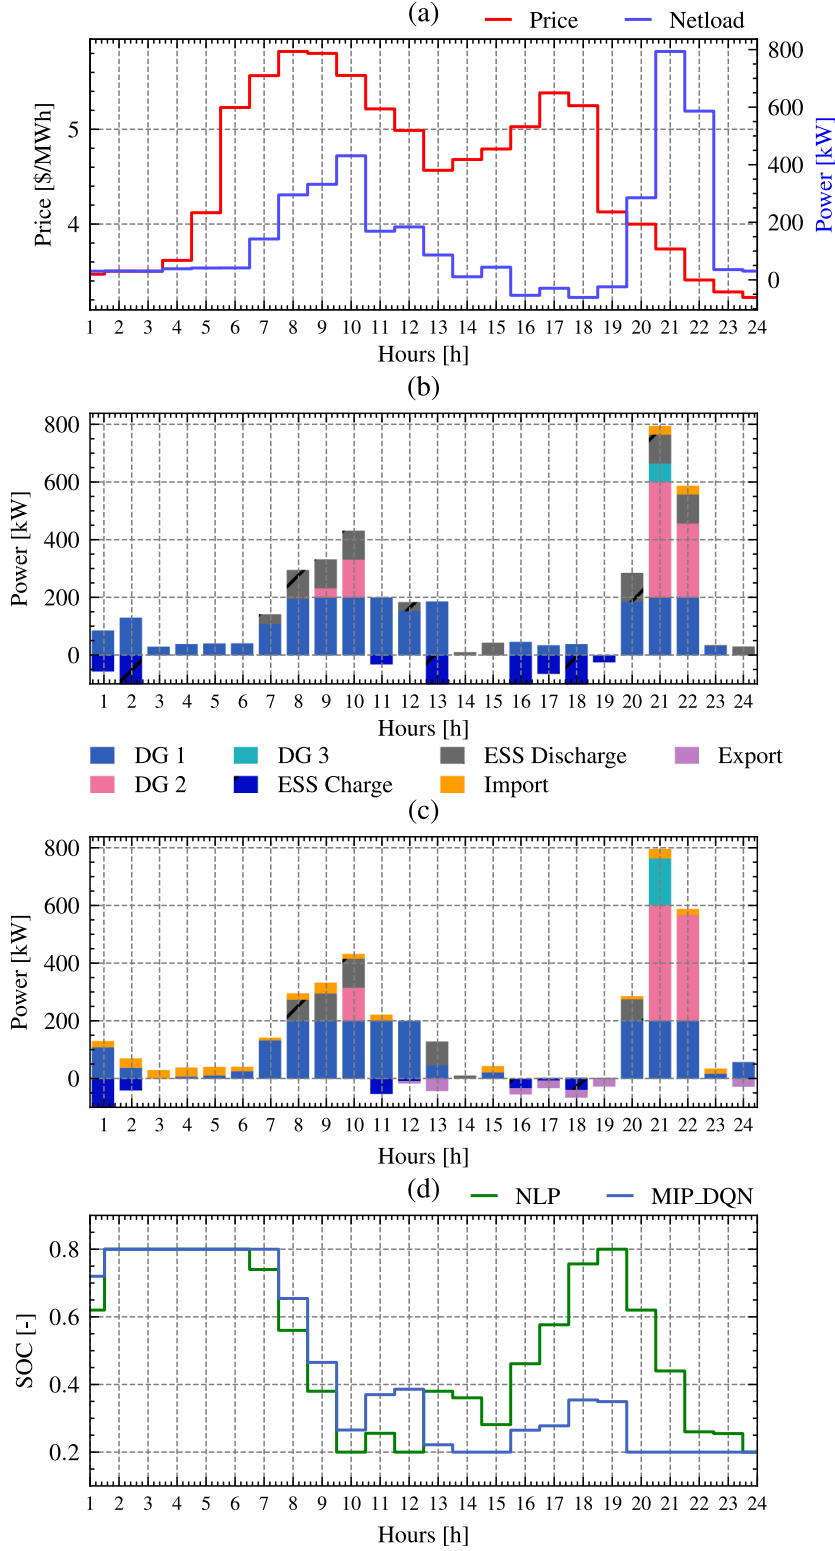 (a)
Price Netload
Price [$/MWh]
5
4
800
600
400
200
0
Power [kW]
1 2 3 4 5 6 7 8 9 10 11 12 13 14 15 16 17 18 19 20 21 22 23 24
Hours [h]
(b)
Power [kW]
800
600
400
200
0
1 2 3 4 5 6 7 8 9 10 11 12 13 14 15 16 17 18 19 20 21 22 23 24
Hours [h]
DG 1 DG 3 ESS Discharge Export
DG 2 ESS Charge Import
(c)
Power [kW]
800
600
400
200
0
1 2 3 4 5 6 7 8 9 10 11 12 13 14 15 16 17 18 19 20 21 22 23 24
Hours [h]
(d)
NLP MIP_DQN
SOC [-]
0.8
0.6
0.4
0.2
1 2 3 4 5 6 7 8 9 10 11 12 13 14 15 16 17 18 19 20 21 22 23 24
Hours [h]